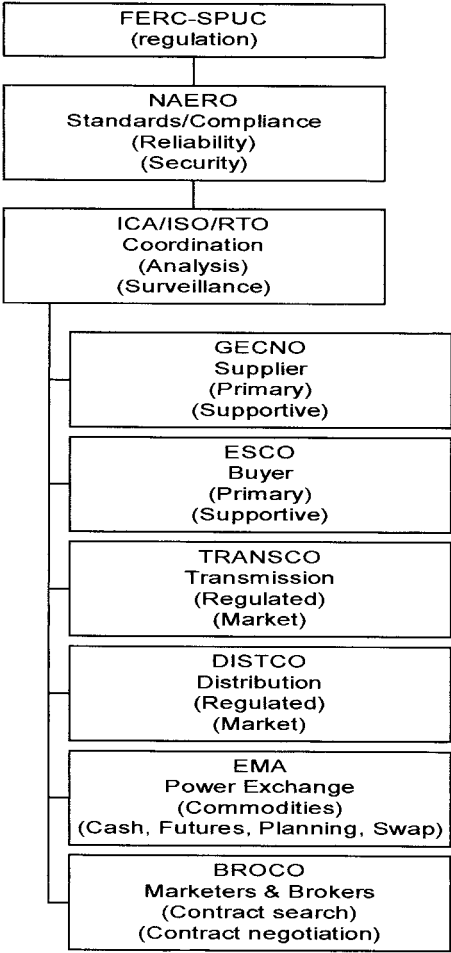 FERC-SPUC
(regulation)
NAERO
Standards/Compliance
(Reliability)
(Security)
ICA/ISO/RTO
Coordination
(Analysis)
(Surveillance)
GECNO
Supplier
(Primary)
(Supportive)
ESCO
Buyer
(Primary)
(Supportive)
TRANSCO
Transmission
(Regulated)
(Market)
DISTCO
Distribution
(Regulated)
(Market)
EMA
Power Exchange
(Commodities)
(Cash, Futures, Planning, Swap)
BROCO
Marketers & Brokers
(Contract search)
(Contract negotiation)